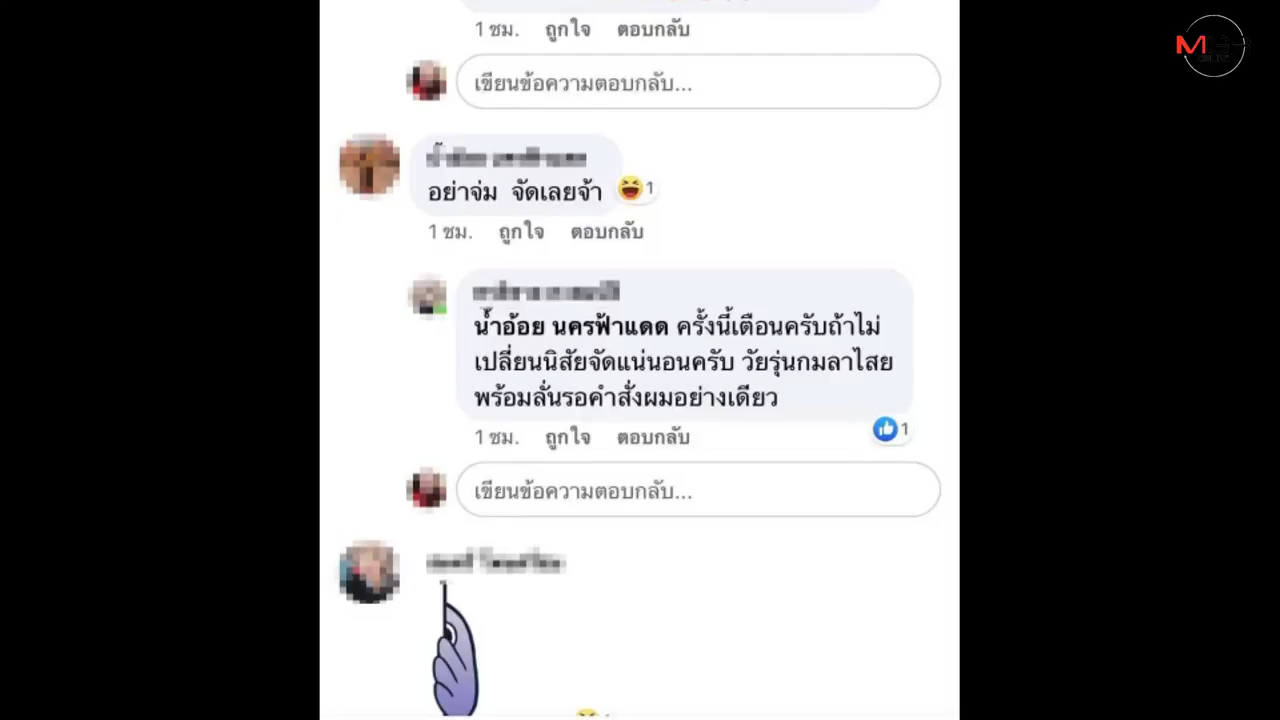 1 ชม. ถูกใจ ตอบกลับ
เขียนข้อความตอบกลับ...
อย่าจ่ม จัดเลยจ้า
1
1 ชม. ถูกใจ ตอบกลับ
น้ำอ้อย นครฟ้าแดด ครั้งนี้เตือนครับถ้าไม่
เปลี่ยนนิสัยจัดแน่นอนครับ วัยรุ่นกมลาไสย
พร้อมลั่นรอคำสั่งผมอย่างเดียว
1 ชม. ถูกใจ ตอบกลับ
1
เขียนข้อความตอบกลับ...